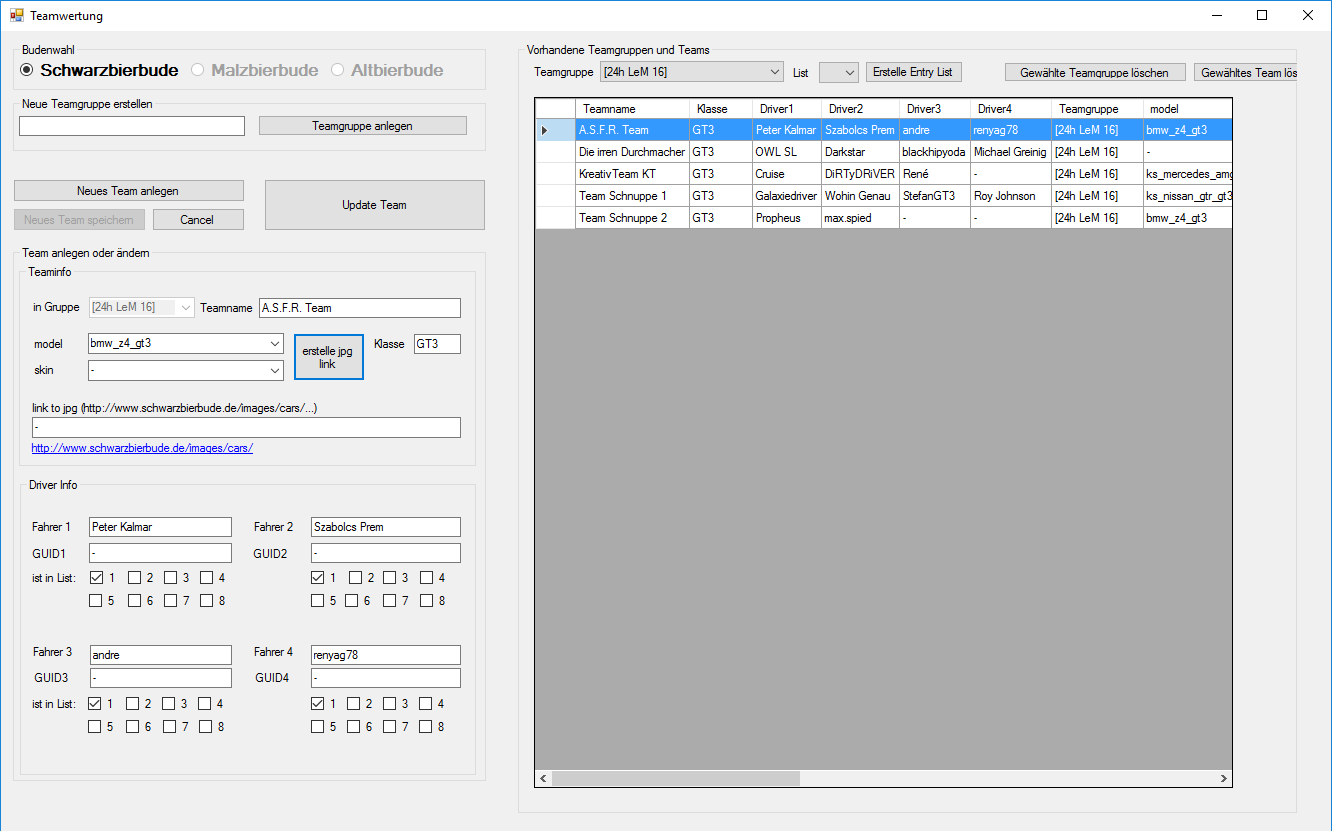 Teamwertung
Budenwahl
Schwarzbierbude Malzbierbude Altbierbude
Neue Teamgruppe erstellen
Teamgruppe anlegen
Neues Team anlegen
Update Team
Neues Team speichern Cancel
Team anlegen oder ändern
Teaminfo
in Gruppe [24h LeM 16] Teamname A.S.F.R. Team
model bmw_z4_gt3 erstelle jpg link Klasse GT3
skin -
link to jpg (http://www.schwarzbierbude.de/images/cars/...)
-
http://www.schwarzbierbude.de/images/cars/
Driver Info
Fahrer 1 Peter Kalmar Fahrer 2 Szabolcs Prem
GUID1 - GUID2 -
ist in List: 1 2 3 4 1 2 3 4
5 6 7 8 5 6 7 8
Fahrer 3 andre Fahrer 4 renyag78
GUID3 - GUID4 -
ist in List: 1 2 3 4 1 2 3 4
5 6 7 8 5 6 7 8
Vorhandene Teamgruppen und Teams
Teamgruppe [24h LeM 16] List Erstelle Entry List Gewählte Teamgruppe löschen Gewähltes Team lös
Teamname Klasse Driver1 Driver2 Driver3 Driver4 Teamgruppe model
A.S.F.R. Team GT3 Peter Kalmar Szabolcs Prem andre renyag78 [24h LeM 16] bmw_z4_gt3
Die irren Durchmacher GT3 OWL SL Darkstar blackhipyoda Michael Greinig [24h LeM 16] -
KreativTeam KT GT3 Cruise DiRTyDRiVER René - [24h LeM 16] ks_mercedes_amg
Team Schnuppe 1 GT3 Galaxiedriver Wohin Genau StefanGT3 Roy Johnson [24h LeM 16] ks_nissan_gtr_gt3
Team Schnuppe 2 GT3 Propheus max.spied - - [24h LeM 16] bmw_z4_gt3